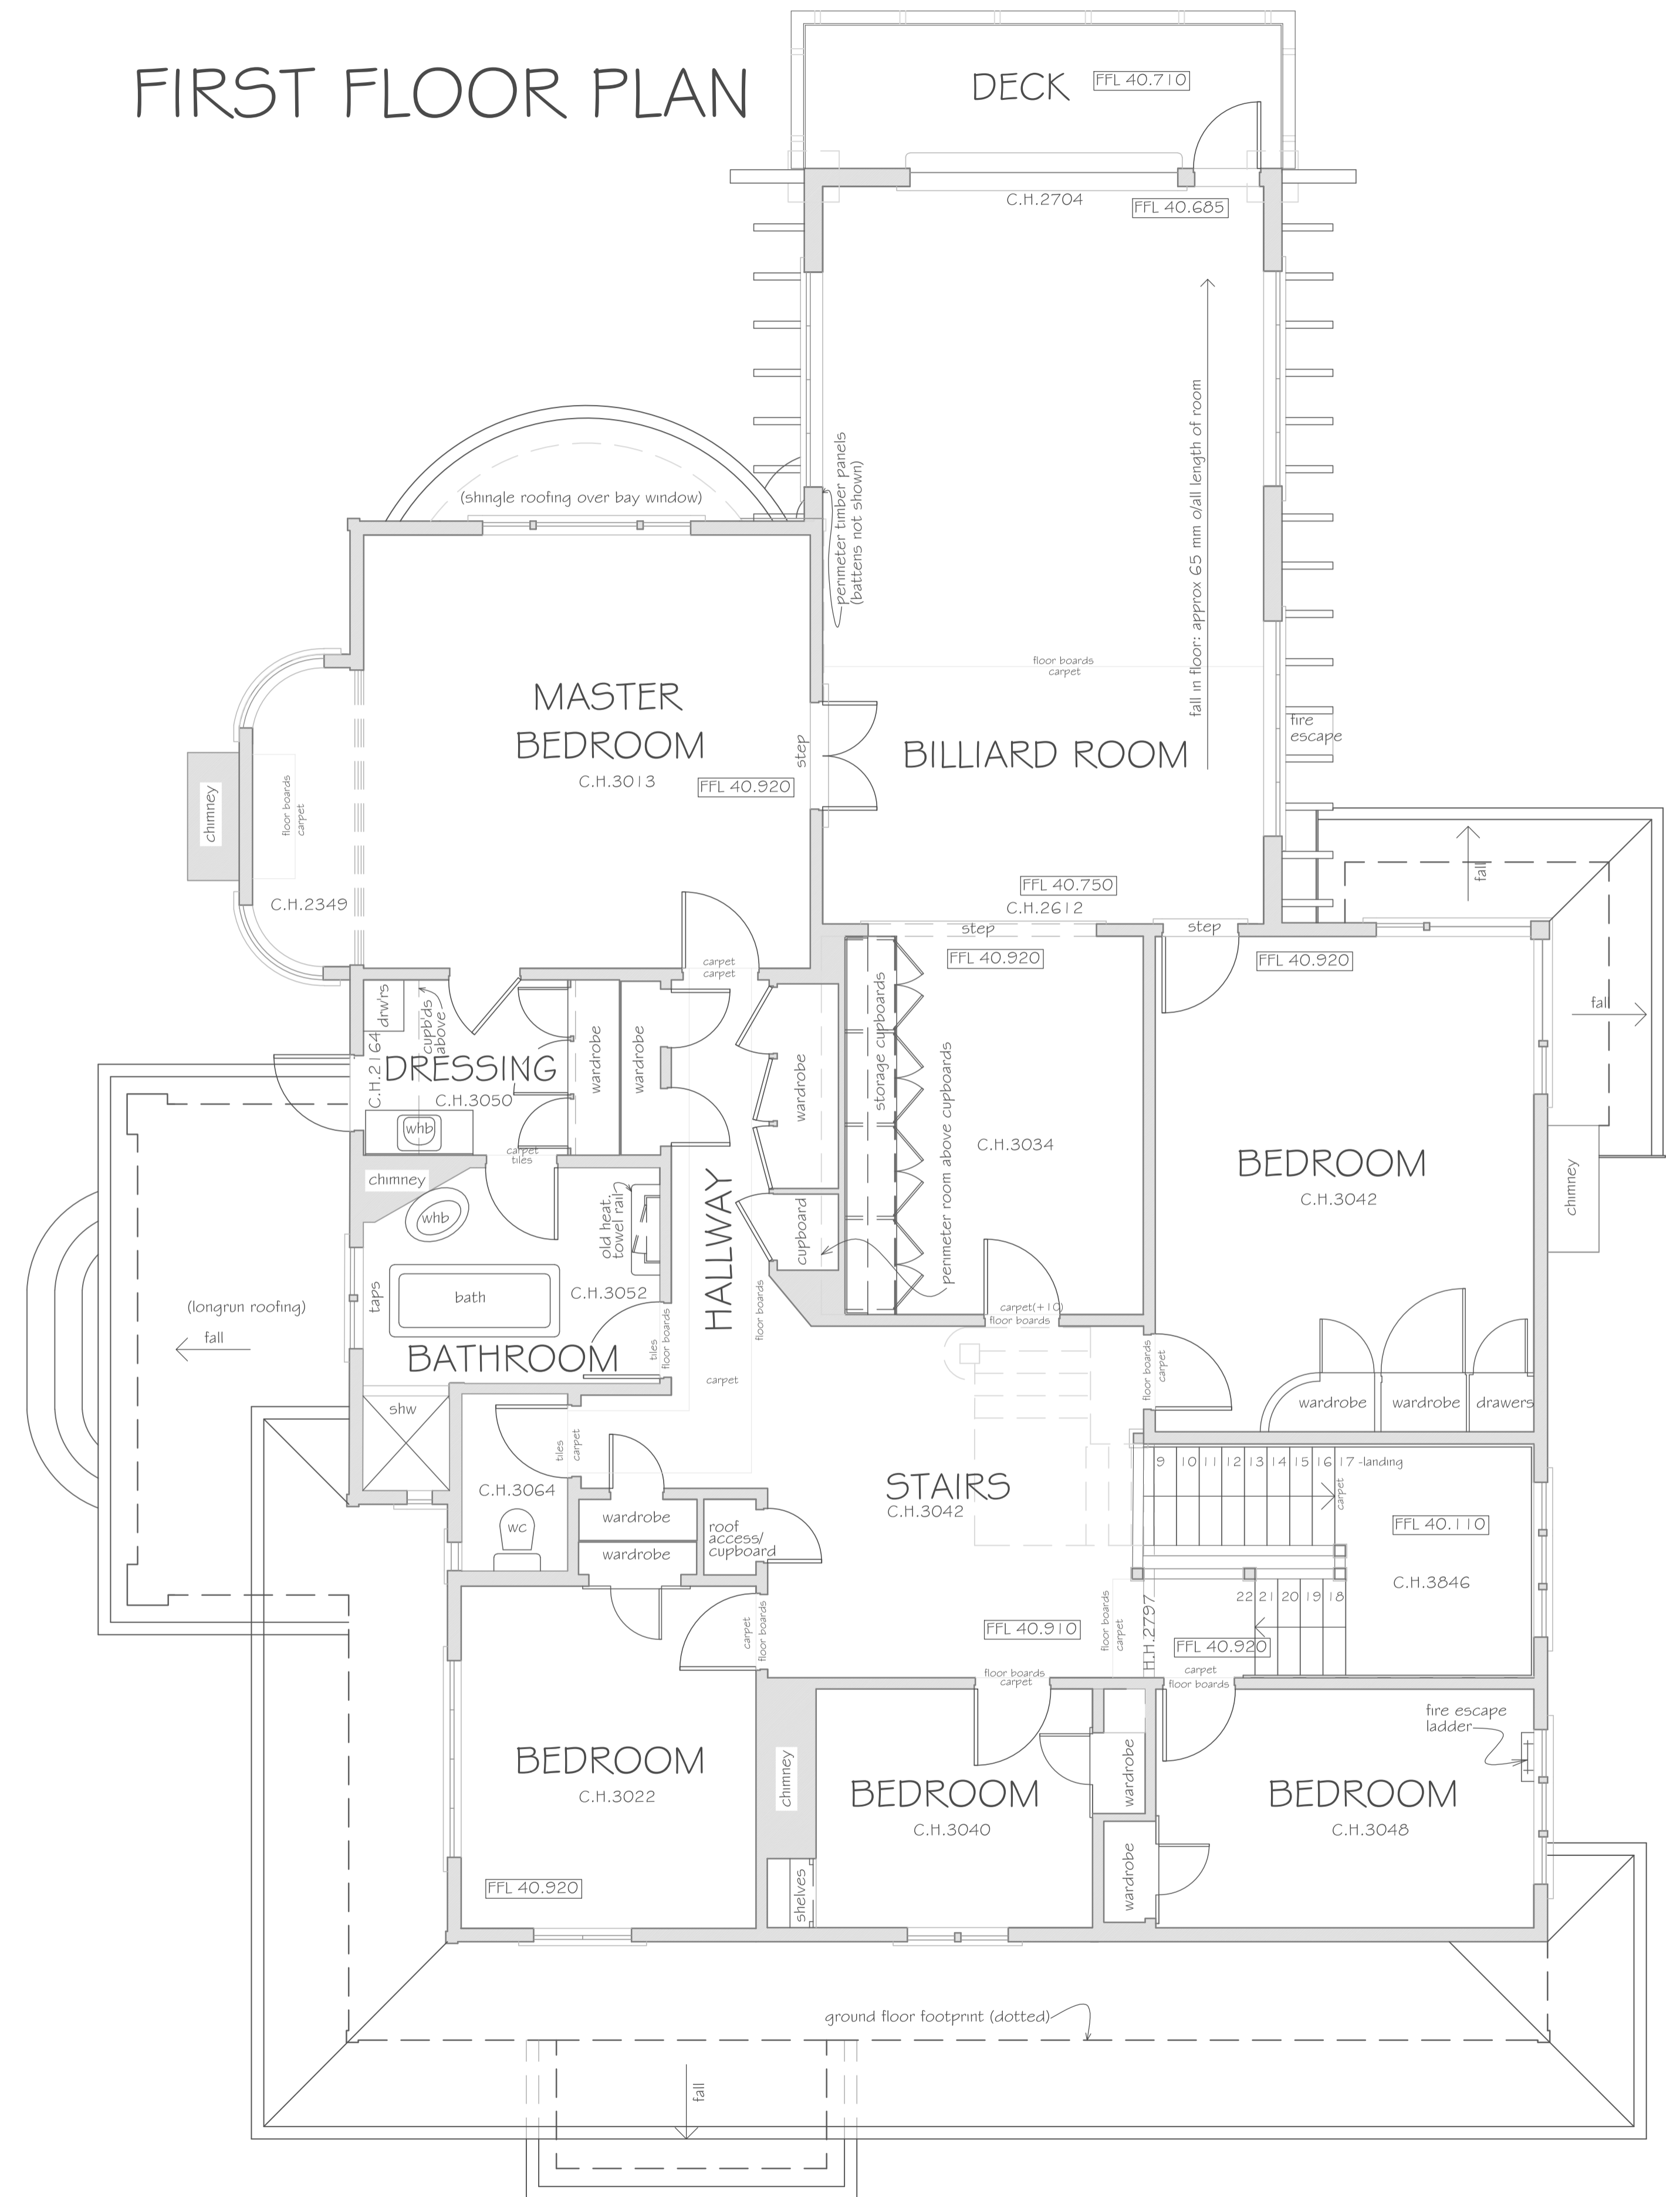 FIRST FLOOR PLAN
DECK
FFL 40.710
C.H.2704
FFL 40.685
(shingle roofing over bay window)
perimeter timber panels
(battens not shown)
fall in floor: approx 65 mm o/all length of room
floor boards
carpet
MASTER
BEDROOM
C.H.3013
FFL 40.920
step
BILLIARD ROOM
fire
escape
chimney
floor boards
carpet
C.H.2349
FFL 40.750
C.H.2612
fall
step
step
FFL 40.920
FFL 40.920
carpet
carpet
fall
drw'rs
cupb'ds
above
C.H.2164
DRESSING
C.H.3050
whb
wardrobe
wardrobe
wardrobe
storage cupboards
perimeter room above cupboards
C.H.3034
carpet
tiles
BEDROOM
C.H.3042
chimney
chimney
whb
old heat.
towel rail
HALLWAY
cupboard
taps
bath
C.H.3052
(longrun roofing)
fall
BATHROOM
tiles
floor boards
floor boards
carpet(+10)
floor boards
floor boards
carpet
carpet
shw
wardrobe
wardrobe
drawers
tiles
carpet
9 10 11 12 13 14 15 16 17 -landing
carpet
C.H.3064
STAIRS
C.H.3042
wc
wardrobe
wardrobe
roof
access/
cupboard
FFL 40.110
C.H.3846
22 21 20 19 18
carpet
floor boards
FFL 40.910
floor boards
carpet
H.H.2797
FFL 40.920
floor boards
carpet
carpet
floor boards
BEDROOM
C.H.3022
FFL 40.920
chimney
shelves
BEDROOM
C.H.3040
wardrobe
wardrobe
fire escape
ladder
BEDROOM
C.H.3048
ground floor footprint (dotted)
fall